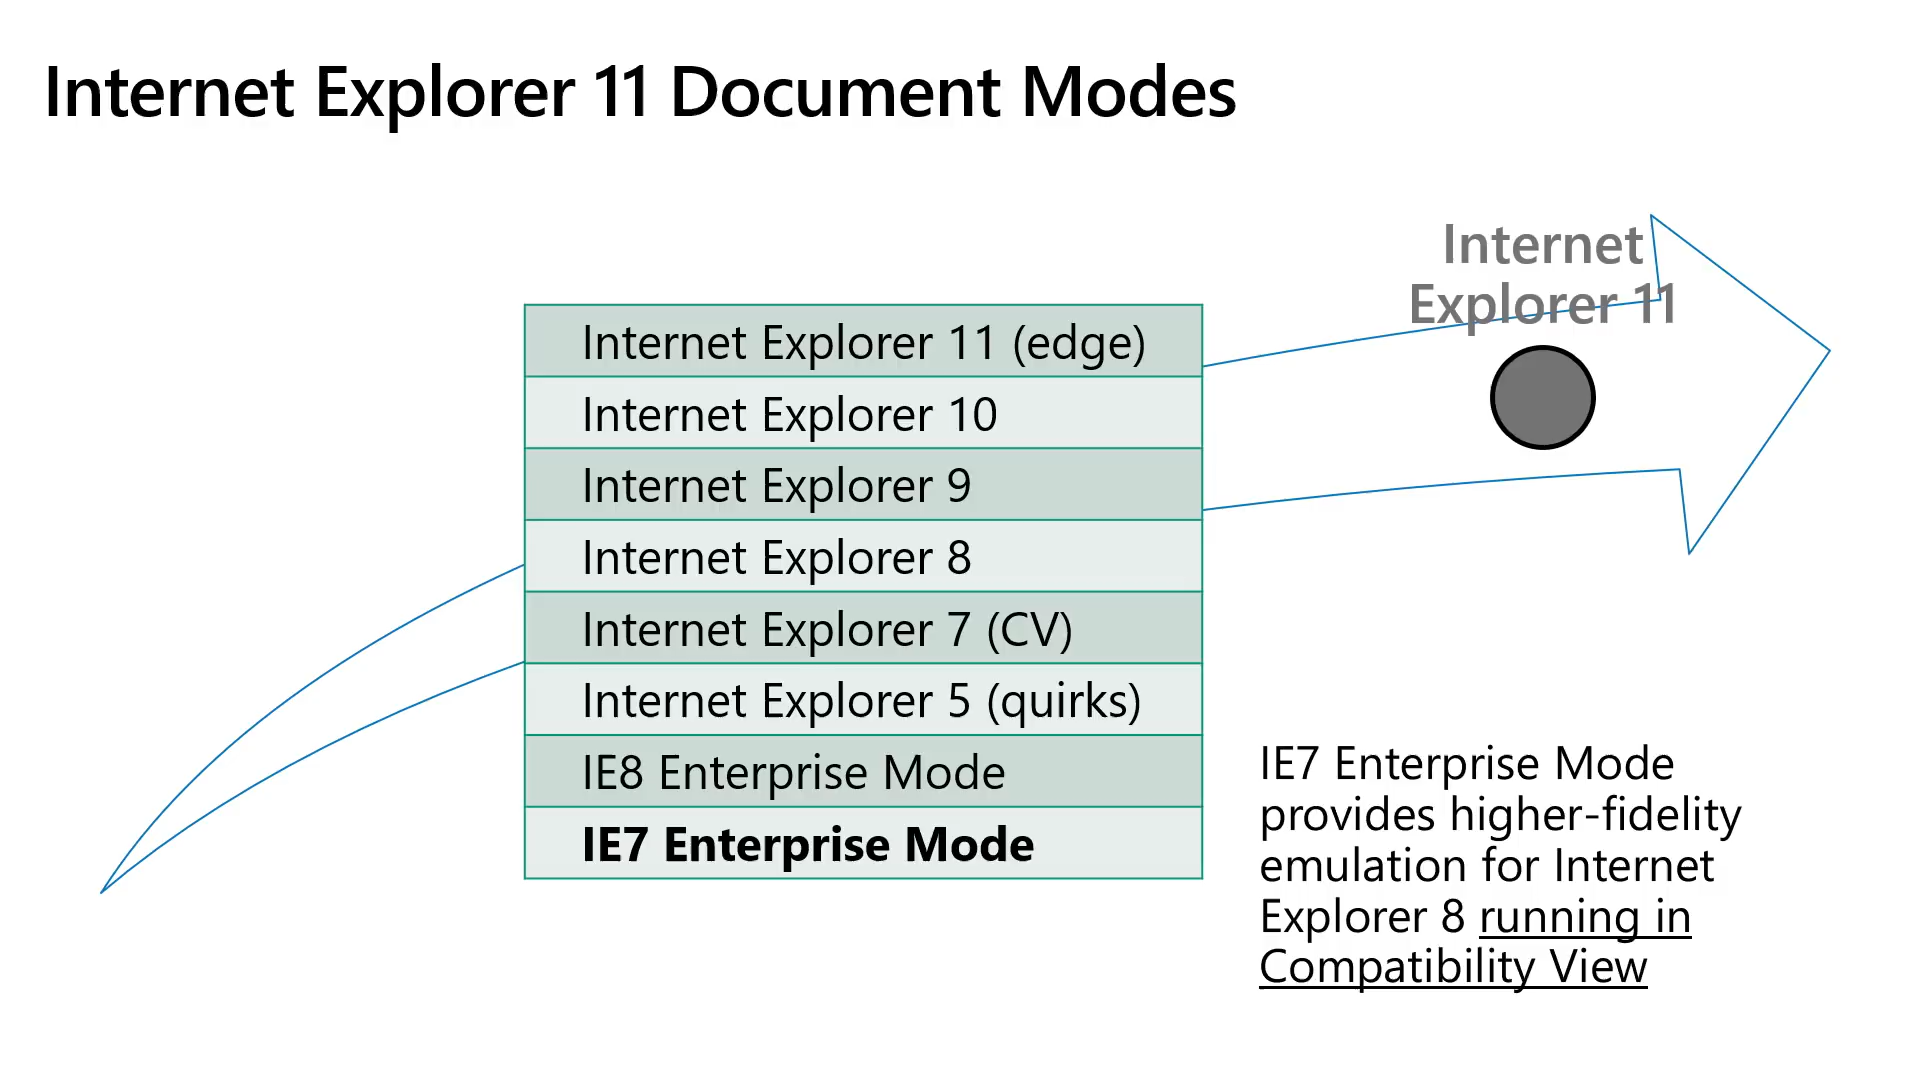 Internet Explorer 11 Document Modes
Internet
Explorer 11
Internet Explorer 11 (edge)
Internet Explorer 10
Internet Explorer 9
Internet Explorer 8
Internet Explorer 7 (CV)
Internet Explorer 5 (quirks)
IE8 Enterprise Mode
IE7 Enterprise Mode
IE7 Enterprise Mode
provides higher-fidelity
emulation for Internet
Explorer 8 running in
Compatibility View